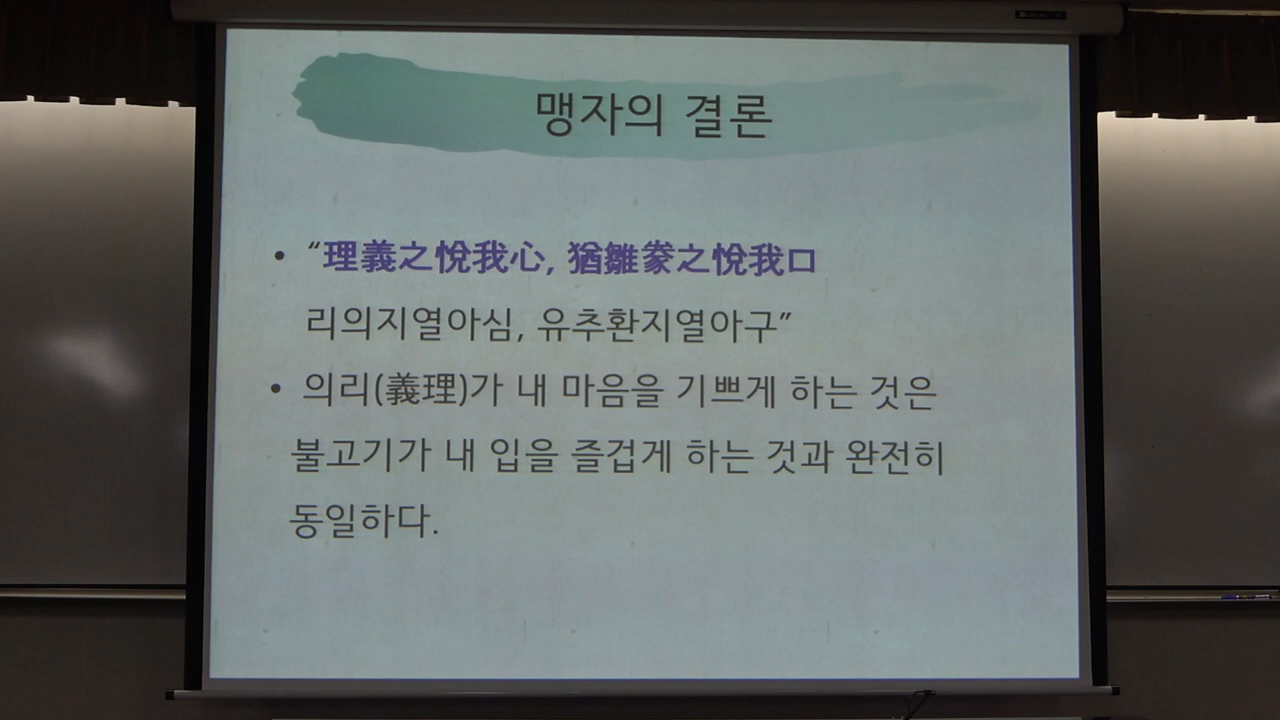 맹자의 결론
• “理義之悅我心, 猶雛豢之悅我口
리의지열아심, 유추환지열아구”
• 의리(義理)가 내 마음을 기쁘게 하는 것은
불고기가 내 입을 즐겁게 하는 것과 완전히
동일하다.